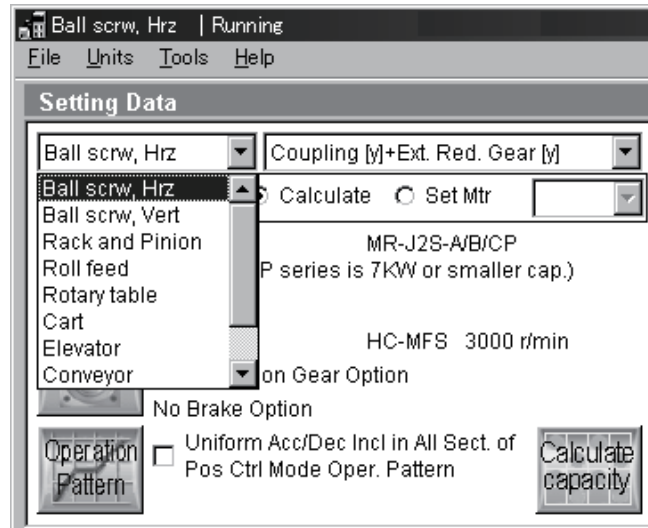 Ball scrw, Hrz | Running
File Units Tools Help
Setting Data
Ball scrw, Hrz Coupling [y]+Ext. Red. Gear [y]
Ball scrw, Hrz
Calculate Set Mtr
Ball scrw, Vert
Rack and Pinion
MR-J2S-A/B/CP
Roll feed
P series is 7KW or smaller cap.)
Rotary table
Cart
Elevator
HC-MFS 3000 r/min
Conveyor
on Gear Option
No Brake Option
Operation
Pattern
Uniform Acc/Dec Incl in All Sect. of
Pos Ctrl Mode Oper. Pattern
Calculate
capacity